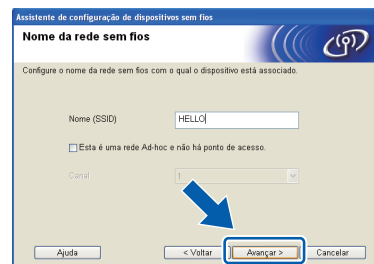 Assistente de configuração de dispositivos sem fios
Nome da rede sem fios
Configure o nome da rede sem fios com o qual o dispositivo está associado.
Nome (SSID)
HELLO
Esta é uma rede Ad-hoc e não há ponto de acesso.
Canal
1
Ajuda
< Voltar
Avançar >
Cancelar